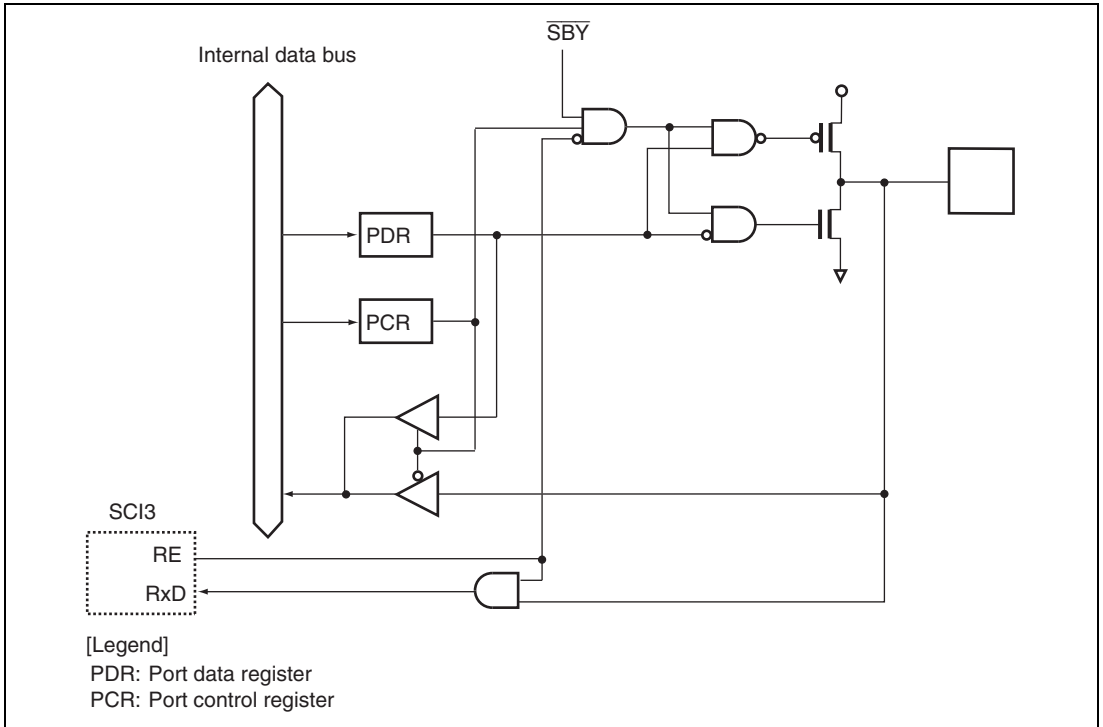 SBY
Internal data bus
PDR
PCR
SCI3
RE
RxD
[Legend]
PDR: Port data register
PCR: Port control register